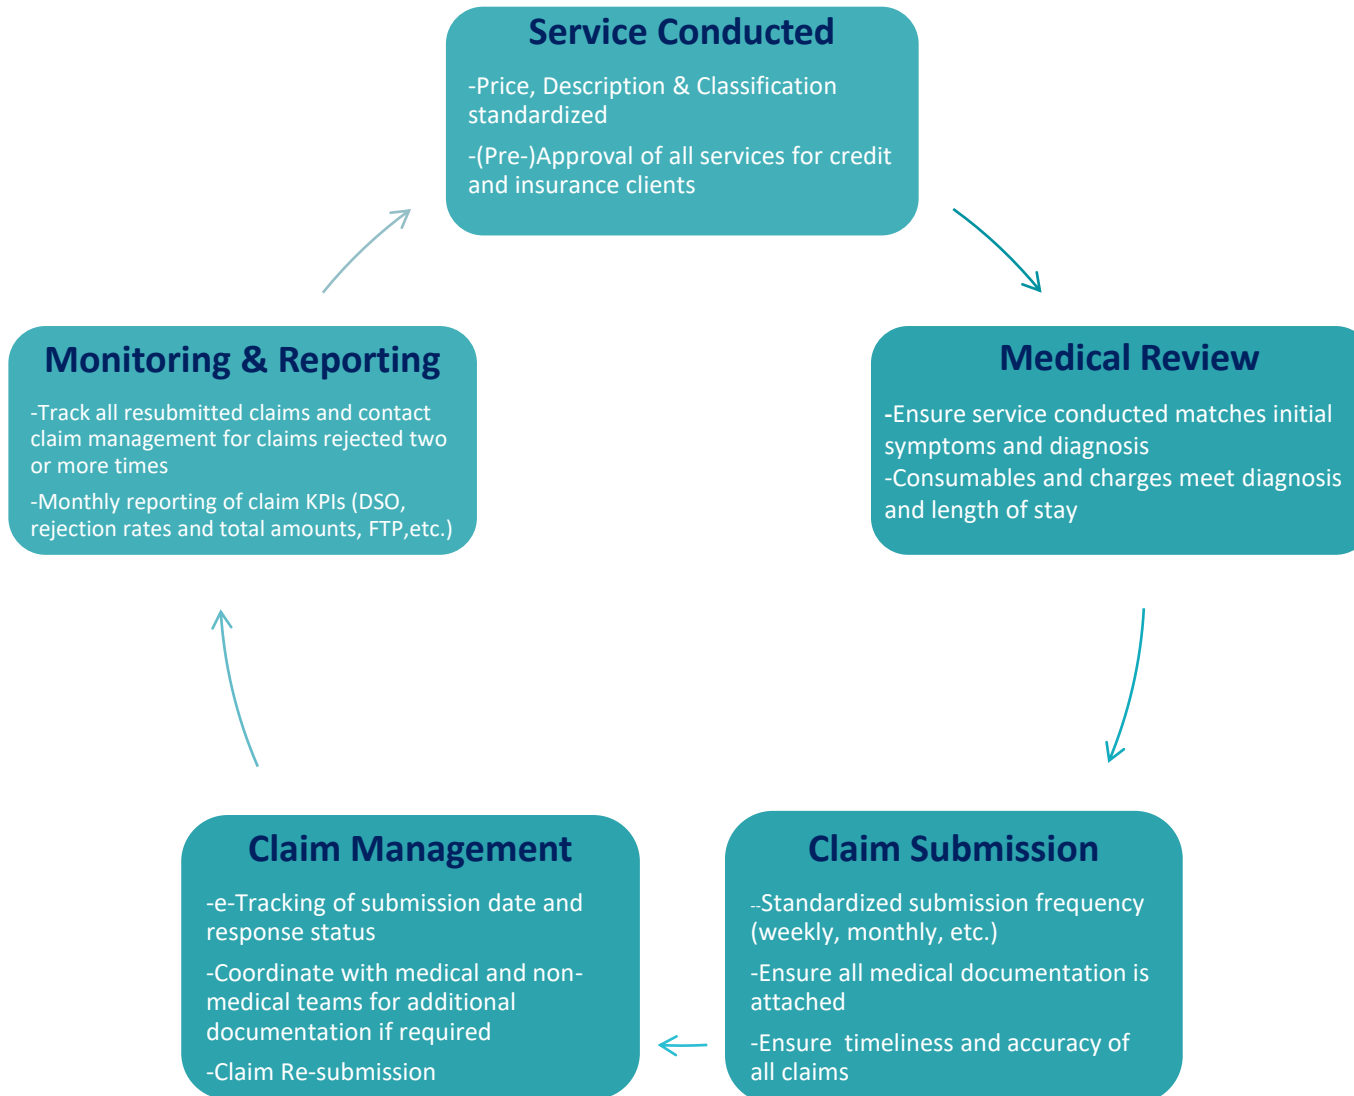 Service Conducted
-Price, Description & Classification
standardized
-(Pre-)Approval of all services for credit
and insurance clients
Medical Review
-Ensure service conducted matches initial
symptoms and diagnosis
-Consumables and charges meet diagnosis
and length of stay
Claim Submission
--Standardized submission frequency
(weekly, monthly, etc.)
-Ensure all medical documentation is
attached
-Ensure  timeliness and accuracy of
all claims
Claim Management
-e-Tracking of submission date and
response status
-Coordinate with medical and non-
medical teams for additional
documentation if required
-Claim Re-submission
Monitoring & Reporting
-Track all resubmitted claims and contact
claim management for claims rejected two
or more times
-Monthly reporting of claim KPIs (DSO,
rejection rates and total amounts, FTP,etc.)